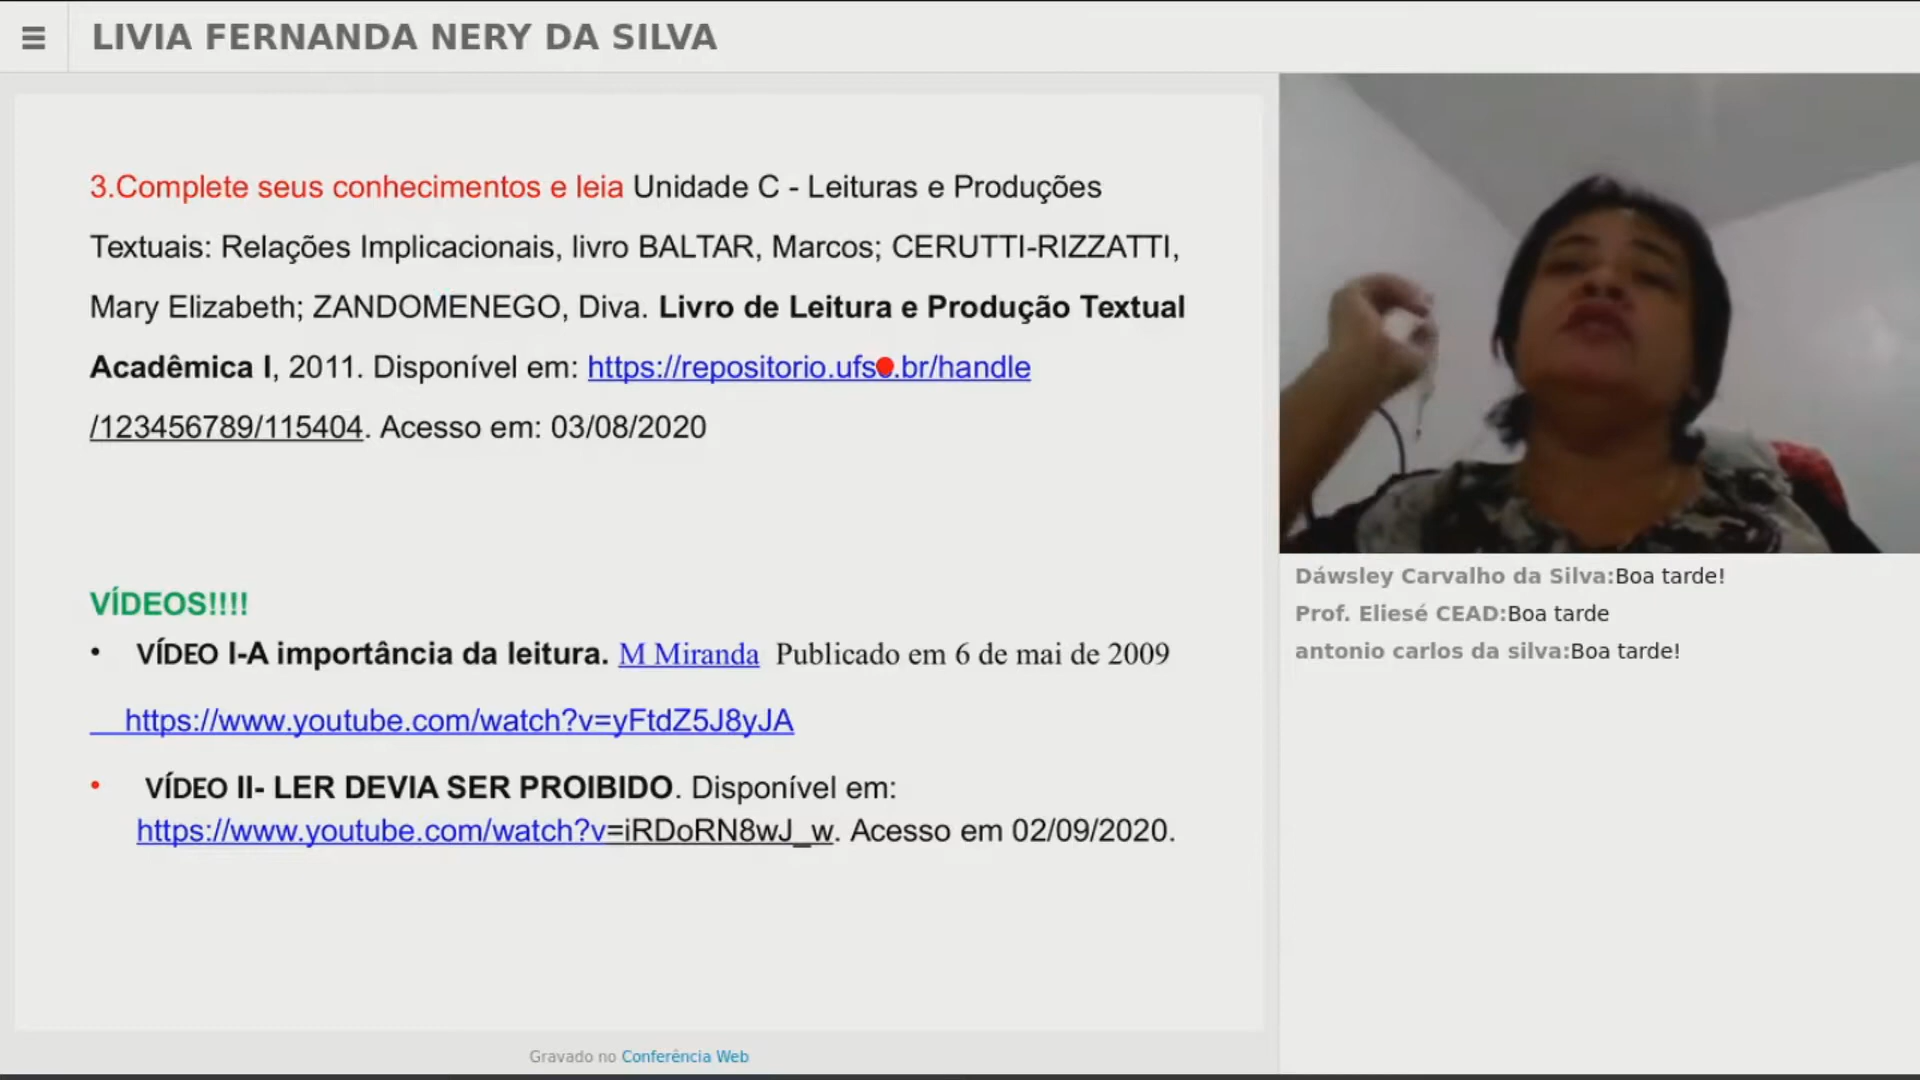 LIVIA FERNANDA NERY DA SILVA
3.Complete seus conhecimentos e leia Unidade C - Leituras e Produções
Textuais: Relações Implicacionais, livro BALTAR, Marcos; CERUTTI-RIZZATTI,
Mary Elizabeth; ZANDOMENEGO, Diva. Livro de Leitura e Produção Textual
Acadêmica I, 2011. Disponível em: https://repositorio.ufsc.br/handle
/123456789/115404. Acesso em: 03/08/2020
VÍDEOS!!!!
• VÍDEO I-A importância da leitura. M Miranda Publicado em 6 de mai de 2009
https://www.youtube.com/watch?v=yFtdZ5J8yJA
• VÍDEO II- LER DEVIA SER PROIBIDO. Disponível em:
https://www.youtube.com/watch?v=iRDoRN8wJ_w. Acesso em 02/09/2020.
Dáwsley Carvalho da Silva:Boa tarde!
Prof. Eliesé CEAD:Boa tarde
antonio carlos da silva:Boa tarde!
Gravado no Conferência Web